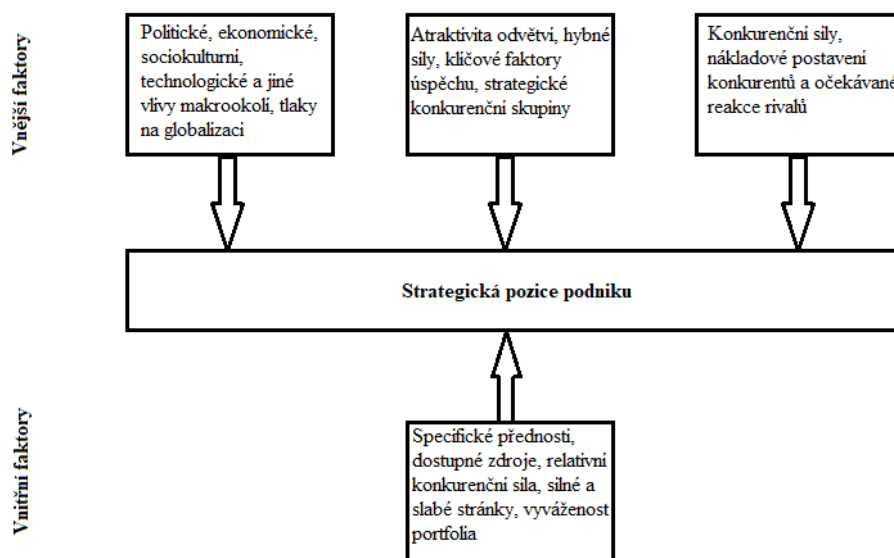 Vnější faktory
Politické, ekonomické,
sociokulturní,
technologické a jiné
vlivy makrookolí, tlaky
na globalizaci
Atraktivita odvětví, hybné
síly, klíčové faktory
úspěchu, strategické
konkurenční skupiny
Konkurenční síly,
nákladové postavení
konkurentů a očekávané
reakce rivalů
Strategická pozice podniku
Vnitřní faktory
Specifické přednosti,
dostupné zdroje, relativní
konkurenční síla, silné a
slabé stránky, vyváženost
portfolia